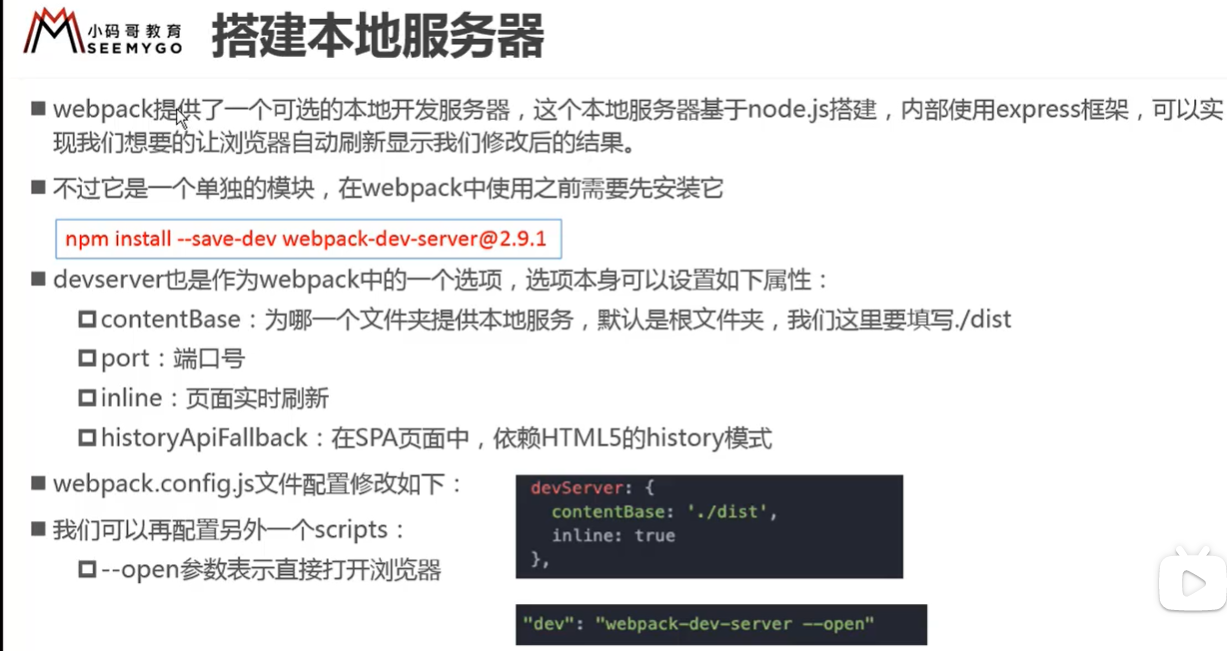 小码哥教育
SEEMYGO
搭建本地服务器
webpack提供了一个可选的本地开发服务器，这个本地服务器基于node.js搭建，内部使用express框架，可以实
现我们想要的让浏览器自动刷新显示我们修改后的结果。
不过它是一个单独的模块，在webpack中使用之前需要先安装它
npm install --save-dev webpack-dev-server@2.9.1
devserver也是作为webpack中的一个选项，选项本身可以设置如下属性：
contentBase：为哪一个文件夹提供本地服务，默认是根文件夹，我们这里要填写./dist
port：端口号
inline：页面实时刷新
historyApiFallback：在SPA页面中，依赖HTML5的history模式
webpack.config.js文件配置修改如下：
devServer: {
contentBase: './dist',
inline: true
},
我们可以再配置另外一个scripts：
--open参数表示直接打开浏览器
"dev": "webpack-dev-server --open"